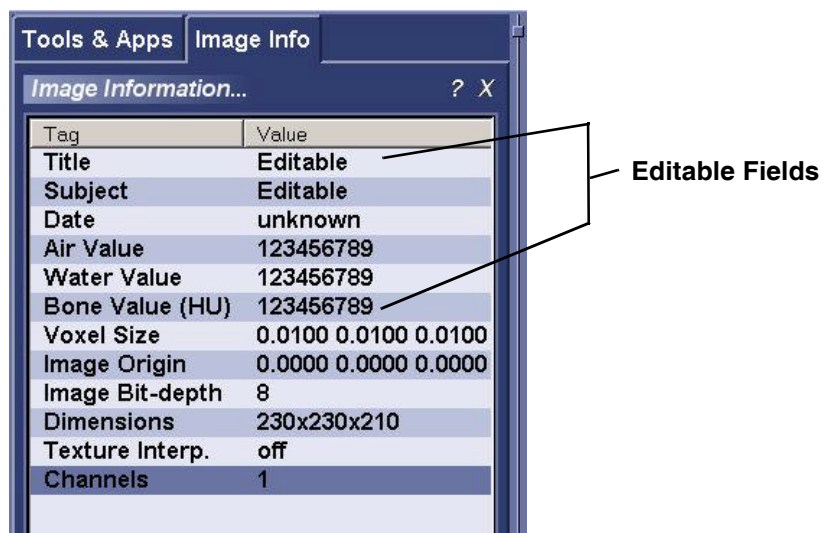 Tools & Apps Image Info
Image Information... ? X
Tag Value
Title Editable
Subject Editable
Date unknown
Air Value 123456789
Water Value 123456789
Bone Value (HU) 123456789
Voxel Size 0.0100 0.0100 0.0100
Image Origin 0.0000 0.0000 0.0000
Image Bit-depth 8
Dimensions 230x230x210
Texture Interp. off
Channels 1
Editable Fields